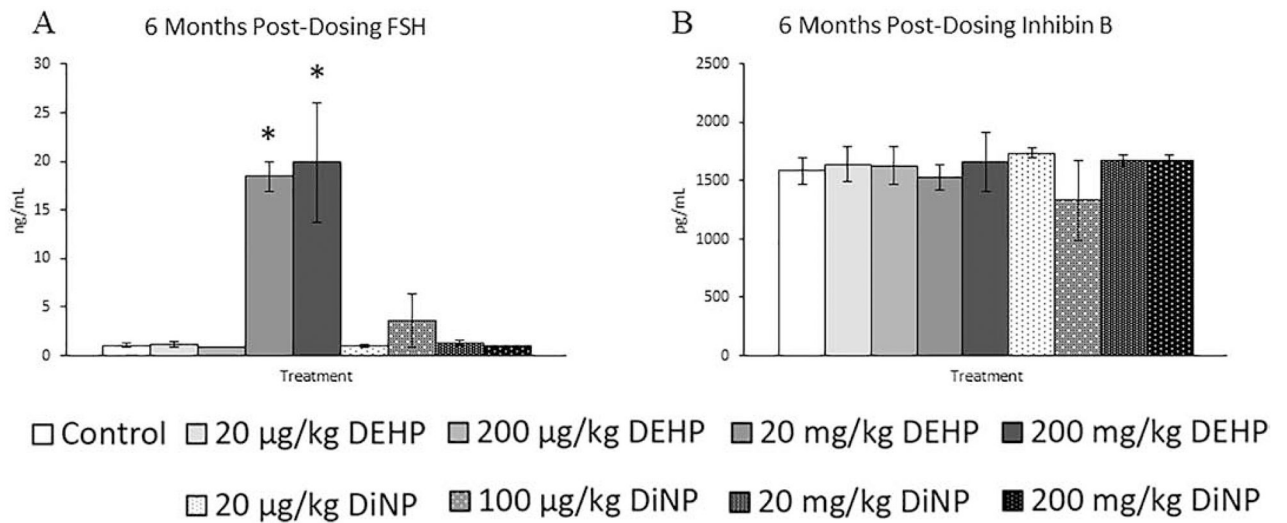 A
6 Months Post-Dosing FSH
30
25
20
15
10
5
0
ng/mL
*
*
Treatment
B
6 Months Post-Dosing Inhibin B
2500
2000
1500
1000
500
0
pg/mL
Treatment
Control 20 µg/kg DEHP 200 µg/kg DEHP 20 mg/kg DEHP 200 mg/kg DEHP
20 µg/kg DiNP 100 µg/kg DiNP 20 mg/kg DiNP 200 mg/kg DiNP